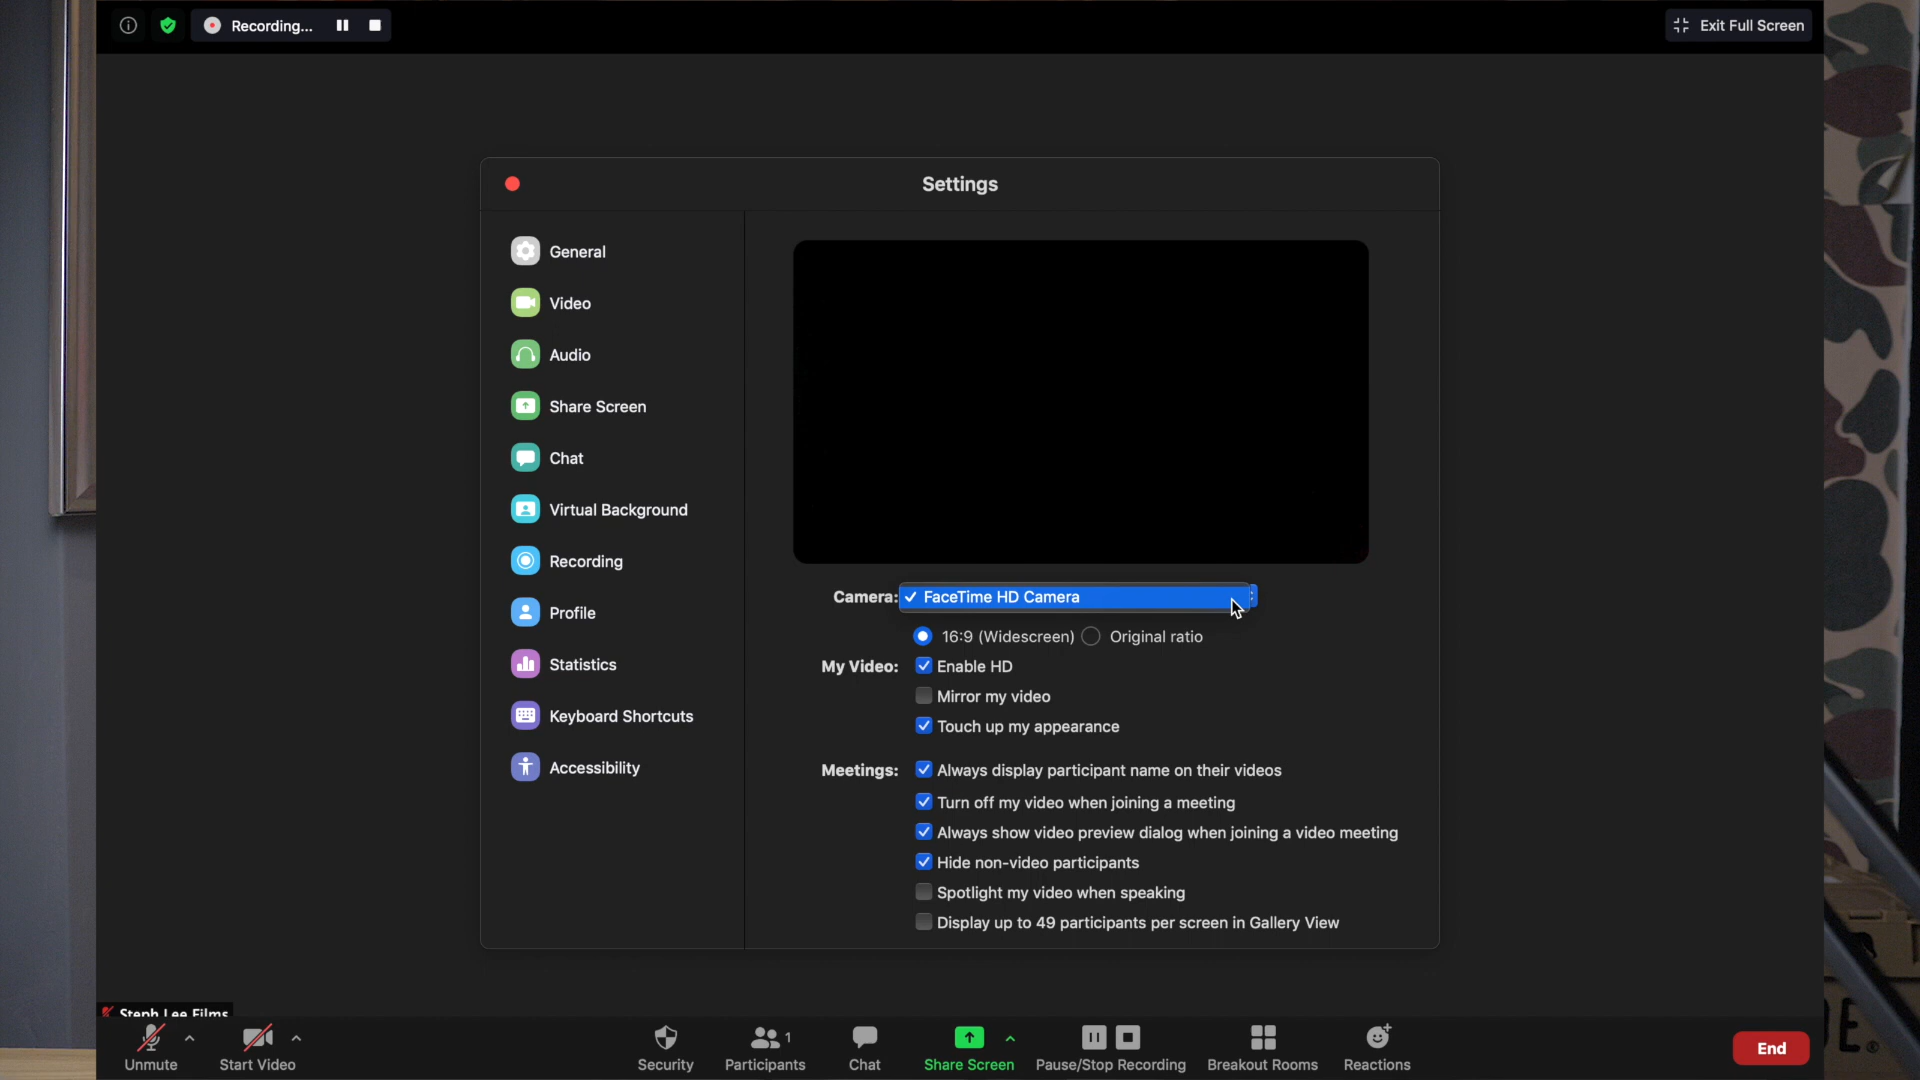 Recording...
Exit Full Screen
Settings
General
Video
Audio
Share Screen
Chat
Virtual Background
Recording
Profile
Statistics
Keyboard Shortcuts
Accessibility
Camera: ✓ FaceTime HD Camera
16:9 (Widescreen) Original ratio
My Video: Enable HD
Mirror my video
Touch up my appearance
Meetings: Always display participant name on their videos
Turn off my video when joining a meeting
Always show video preview dialog when joining a video meeting
Hide non-video participants
Spotlight my video when speaking
Display up to 49 participants per screen in Gallery View
Steph Lee Films
1
Unmute Start Video Security Participants Chat Share Screen Pause/Stop Recording Breakout Rooms Reactions End